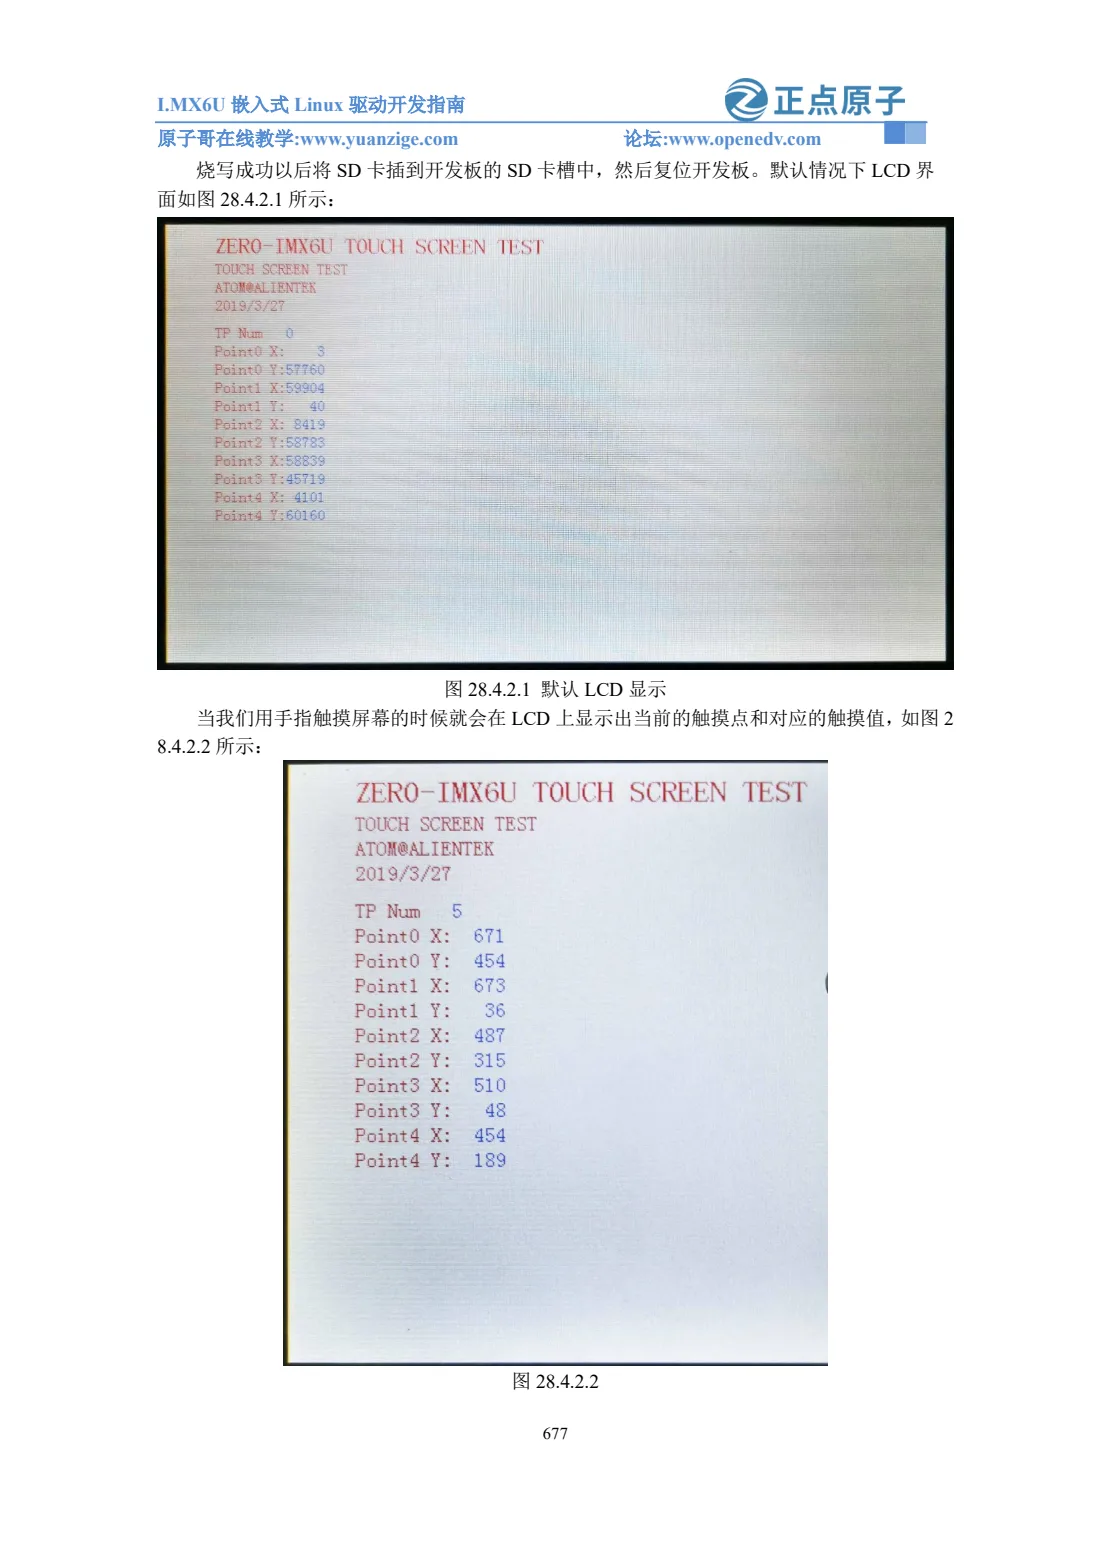 I.MX6U 嵌入式 Linux 驱动开发指南
正点原子
原子哥在线教学:www.yuanzige.com 论坛:www.openedv.com
烧写成功以后将 SD 卡插到开发板的 SD 卡槽中，然后复位开发板。默认情况下 LCD 界
面如图 28.4.2.1 所示：
ZERO-IMX6U TOUCH SCREEN TEST
TOUCH SCREEN TEST
ATOM@ALIENTEK
2019/3/27
TP Num 0
Point0 X: 3
Point0 Y:57760
Point1 X:59904
Point1 Y: 40
Point2 X: 8419
Point2 Y:58783
Point3 X:58839
Point3 Y:45719
Point4 X: 4101
Point4 Y:60160
图 28.4.2.1 默认 LCD 显示
当我们用手指触摸屏幕的时候就会在 LCD 上显示出当前的触摸点和对应的触摸值，如图 2
8.4.2.2 所示：
ZERO-IMX6U TOUCH SCREEN TEST
TOUCH SCREEN TEST
ATOM@ALIENTEK
2019/3/27
TP Num 5
Point0 X: 671
Point0 Y: 454
Point1 X: 673
Point1 Y: 36
Point2 X: 487
Point2 Y: 315
Point3 X: 510
Point3 Y: 48
Point4 X: 454
Point4 Y: 189
图 28.4.2.2
677